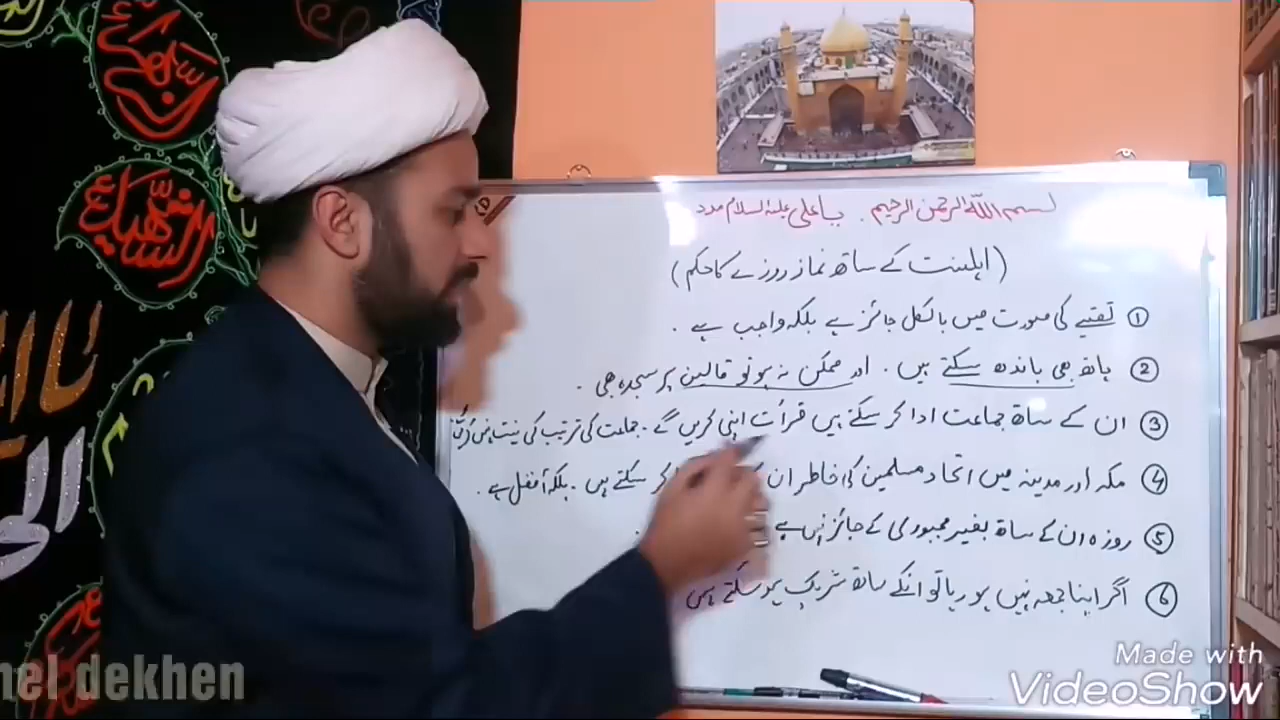 بسم اللہ الرحمن الرحیم . یا علی علیہ السلام مدد
(اہلسنت کے ساتھ نماز روزے کا حکم)
① تقیے کی صورت میں بالکل جائز ہے بلکہ واجب ہے .
② ہاتھ بھی باندھ سکتے ہیں . اور ممکن نہ ہو تو قالین پر سجدہ بھی .
③ ان کے ساتھ جماعت ادا کر سکتے ہیں قرأت اپنی کریں گے . جماعت کی ترتیب کی نیت
④ مکہ اور مدینہ میں اتحاد مسلمین کی خاطر ان کر سکتے ہیں . بلکہ افضل ہے .
⑤ روزہ ان کے ساتھ بغیر مجبوری کے جائز نہیں ہے
⑥ اگر اپنا جمعہ نہیں ہو رہا تو انکے ساتھ شریک ہو سکتے ہیں
nel dekhen
Made with
VideoShow